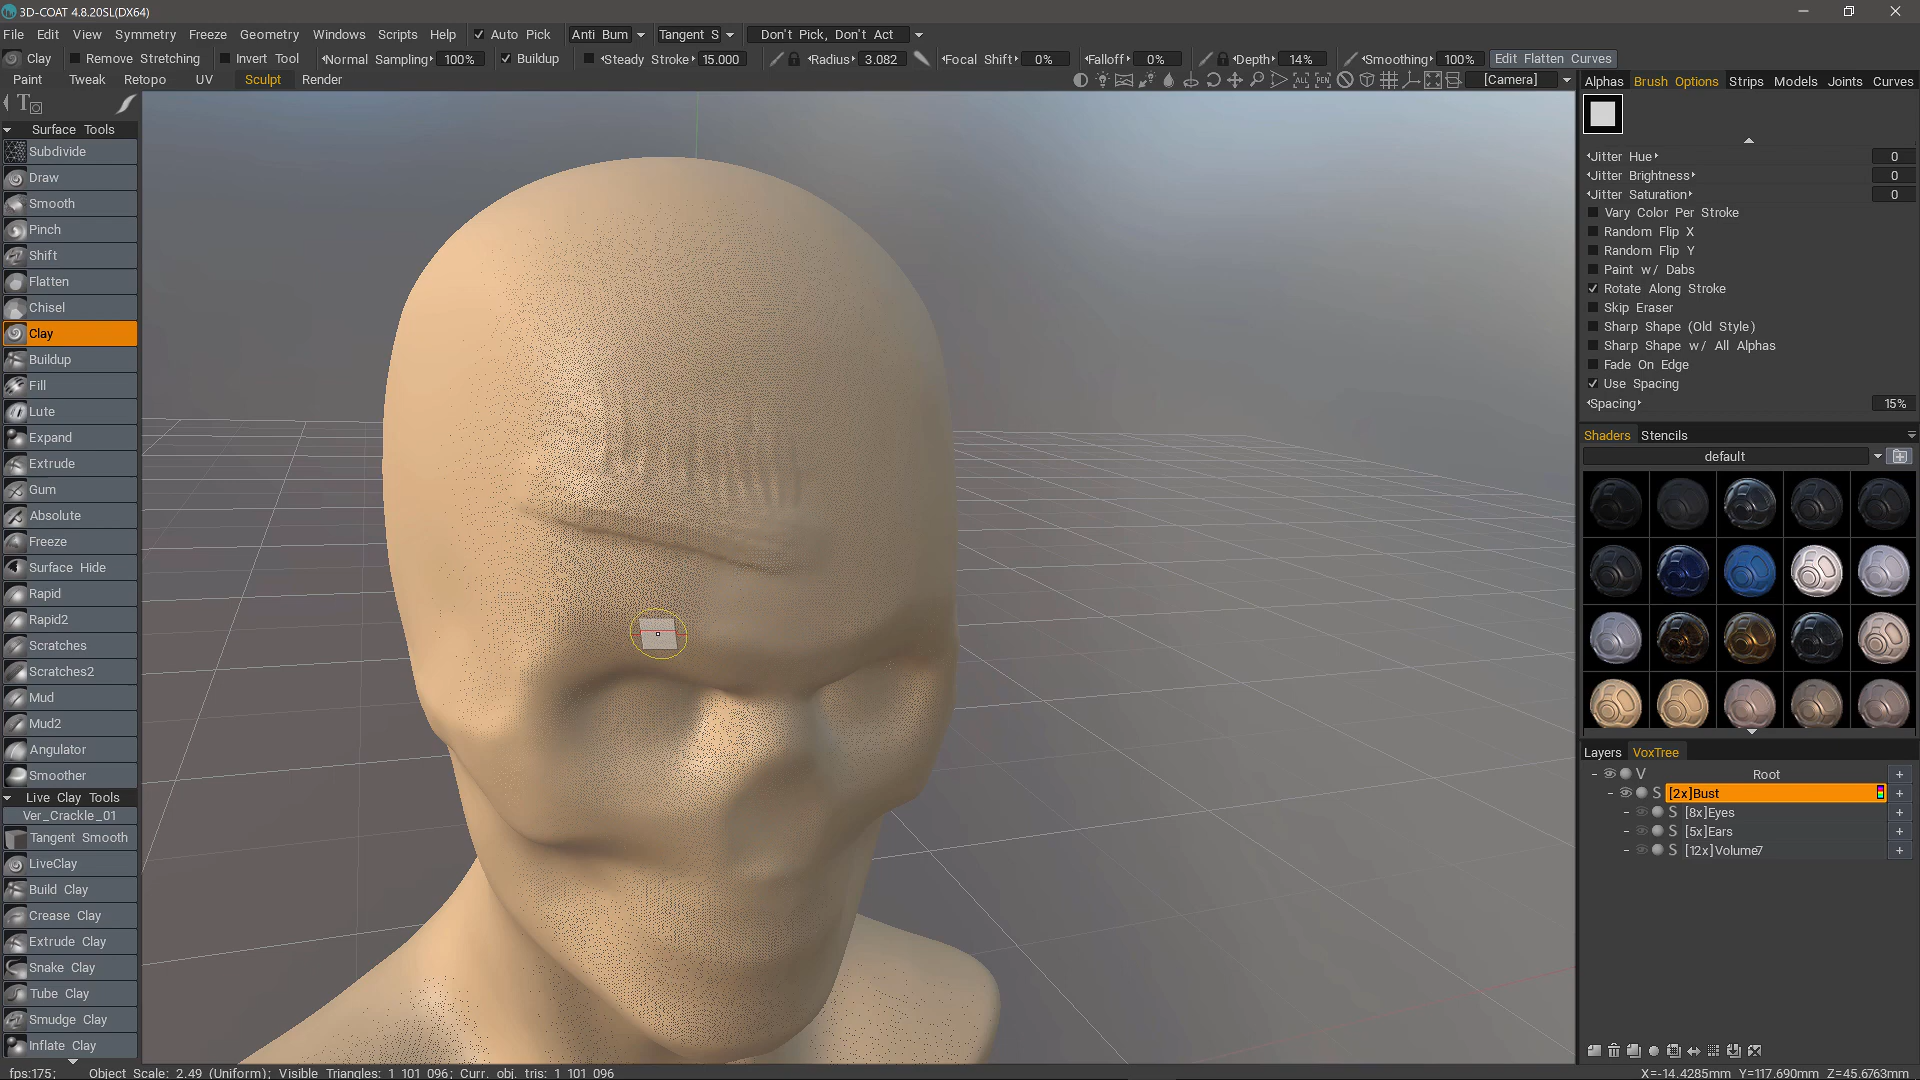 3D-COAT 4.8.20SL(DX64)
File Edit View Symmetry Freeze Geometry Windows Scripts Help Auto Pick Anti Bum Tangent S Don't Pick, Don't Act
Clay Remove Stretching Invert Tool Normal Sampling 100% Buildup Steady Stroke 15.000 Radius 3.082 Focal Shift 0% Falloff 0% Depth 14% Smoothing 100% Edit Flatten Curves
Paint Tweak Retopo UV Sculpt Render ALL PEN [Camera]
Alphas Brush Options Strips Models Joints Curves
Surface Tools
Subdivide
Draw
Smooth
Pinch
Shift
Flatten
Chisel
Clay
Buildup
Fill
Lute
Expand
Extrude
Gum
Absolute
Freeze
Surface Hide
Rapid
Rapid2
Scratches
Scratches2
Mud
Mud2
Angulator
Smoother
Live Clay Tools
Ver_Crackle_01
Tangent Smooth
LiveClay
Build Clay
Crease Clay
Extrude Clay
Snake Clay
Tube Clay
Smudge Clay
Inflate Clay
Jitter Hue 0
Jitter Brightness 0
Jitter Saturation 0
Vary Color Per Stroke
Random Flip X
Random Flip Y
Paint w/ Dabs
Rotate Along Stroke
Skip Eraser
Sharp Shape (Old Style)
Sharp Shape w/ All Alphas
Fade On Edge
Use Spacing
Spacing 15%
Shaders Stencils
default
Layers VoxTree
V Root +
S [2x]Bust +
S [8x]Eyes +
S [5x]Ears +
S [12x]Volume7 +
fps:175; Object Scale: 2.49 (Uniform); Visible Triangles: 1 101 096; Curr. obj. tris: 1 101 096
X=-14.4285mm Y=117.690mm Z=45.6763mm